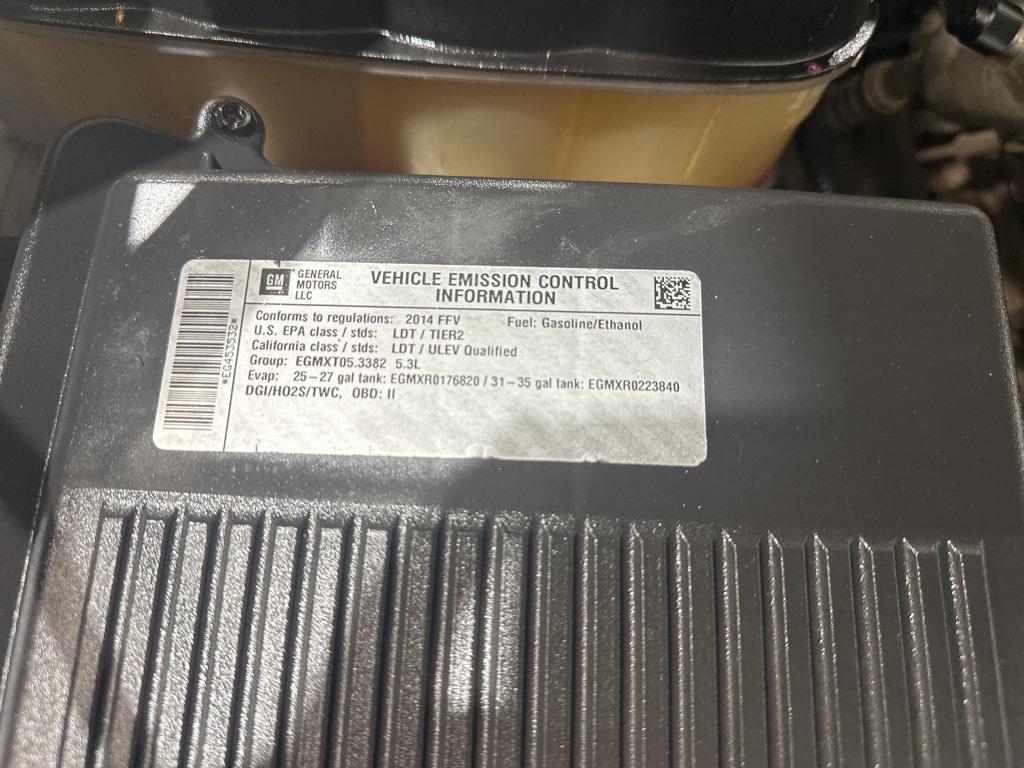 GM
GENERAL
MOTORS
LLC
VEHICLE EMISSION CONTROL
INFORMATION
Conforms to regulations: 2014 FFV Fuel: Gasoline/Ethanol
U.S. EPA class / stds: LDT / TIER2
California class / stds: LDT / ULEV Qualified
Group: EGMXT05.3382 5.3L
Evap: 25-27 gal tank: EGMXR0176820 / 31-35 gal tank: EGMXR0223840
DGI/HO2S/TWC, OBD: II
*EG453532*